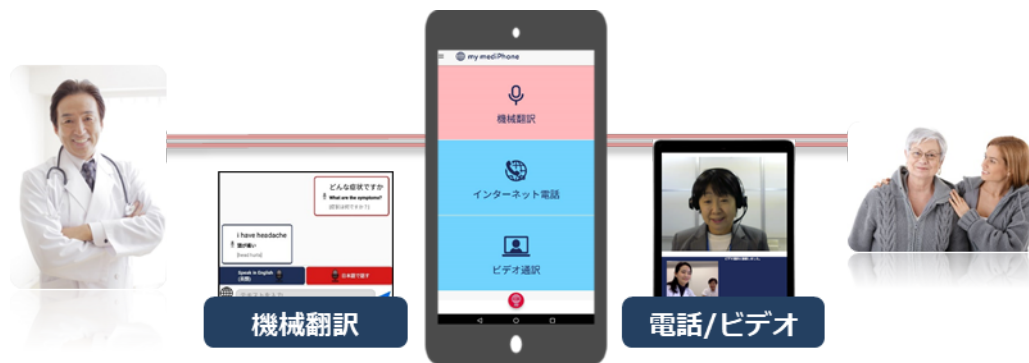 my mediPhone
機械翻訳
インターネット電話
ビデオ通訳
どんな症状ですか
What are the symptoms?
i have headache
頭が痛い
Speak in English
(英語)
日本語で話す
機械翻訳
電話/ビデオ